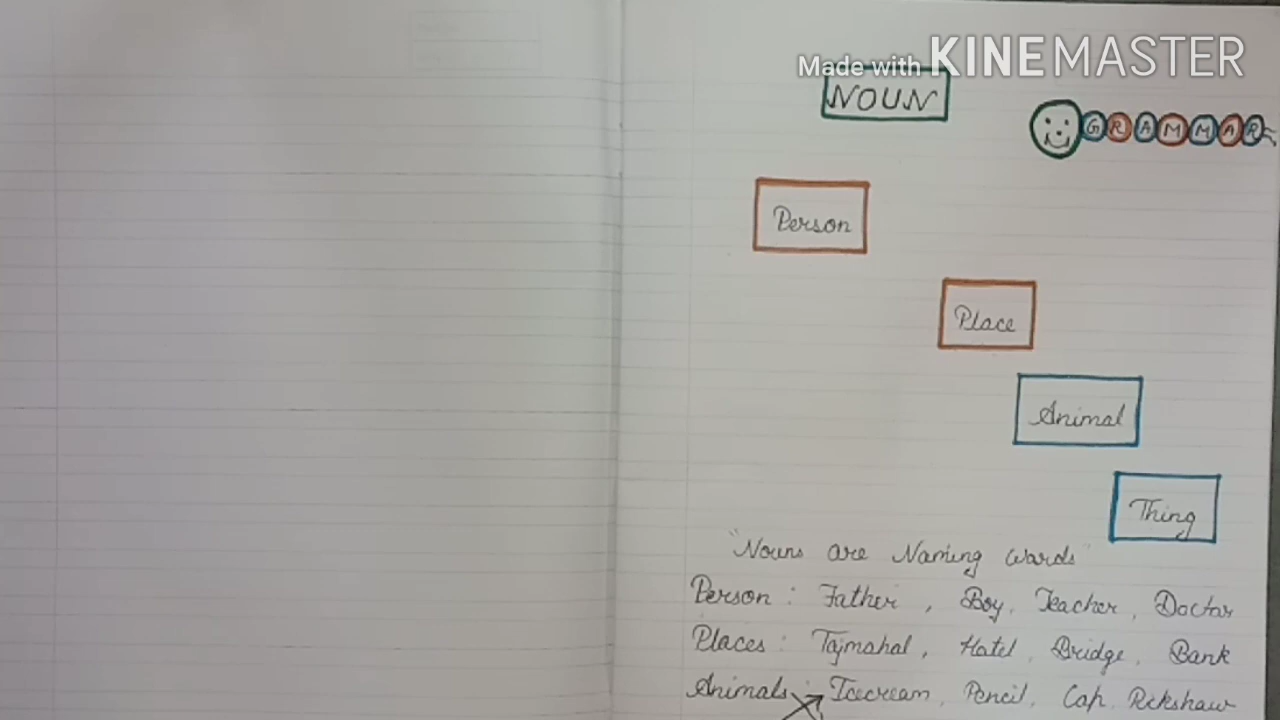 Made with KINEMASTER
NOUN
GRAMMAR
Person
Place
Animal
Thing
"Nouns are Naming words"
Person : Father , Boy, Teacher, Doctor
Places : Tajmahal, Hotel, Bridge, Bank
Animals : Icecream, Pencil, Cap, Rickshaw